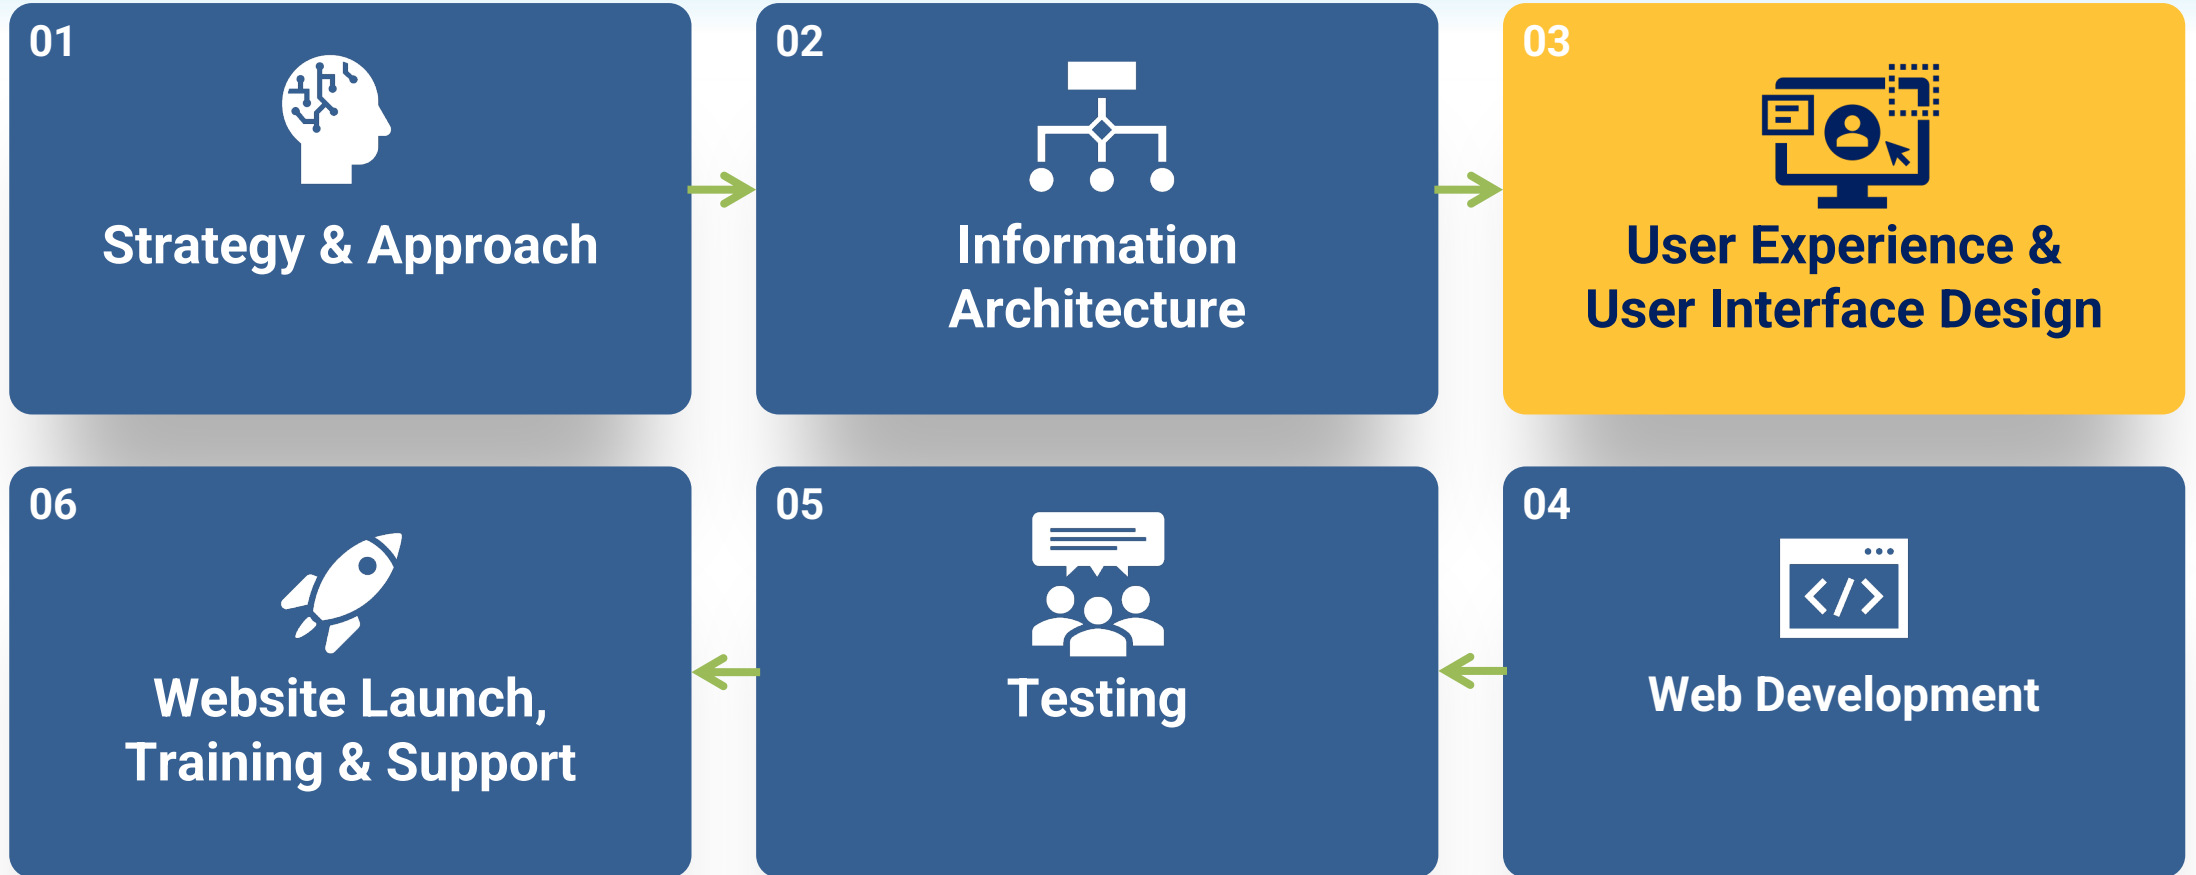 01
Strategy & Approach
02
Information
Architecture
03
User Experience &
User Interface Design
06
Website Launch,
Training & Support
05
Testing
04
</>
Web Development